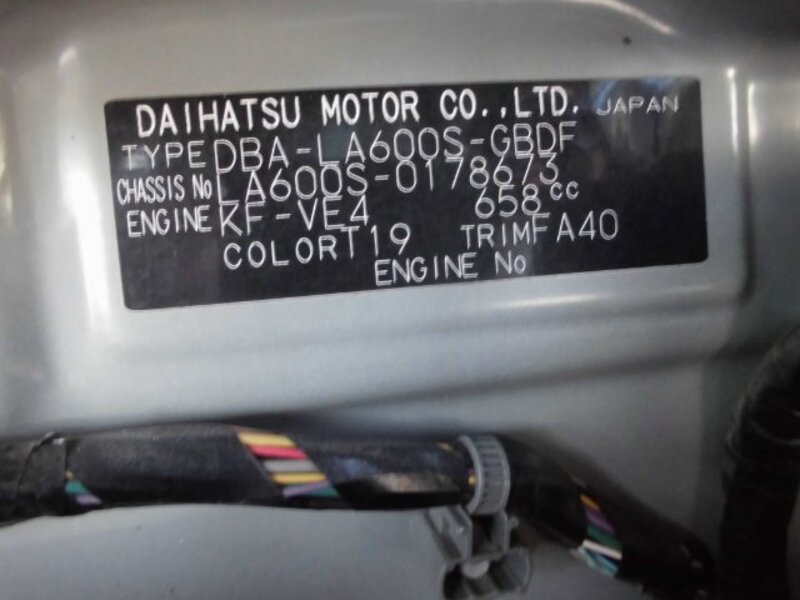 DAIHATSU MOTOR CO.,LTD. JAPAN
TYPE DBA-LA600S-GBDF
CHASSIS No LA600S-0178673
ENGINE KF-VE4 658cc
COLOR T19 TRIM FA40
ENGINE No